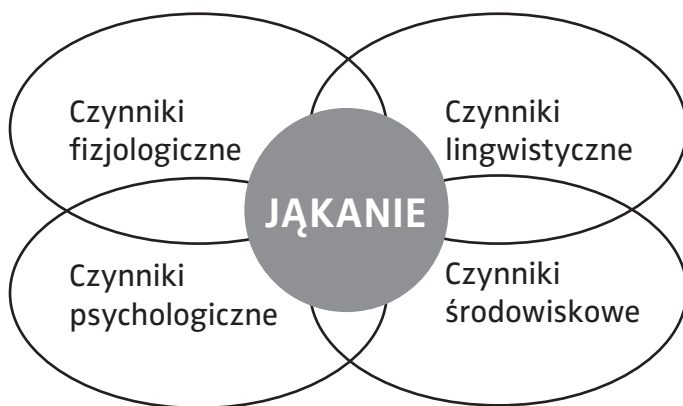 Czynniki
fizjologiczne
Czynniki
lingwistyczne
JĄKANIE
Czynniki
psychologiczne
Czynniki
środowiskowe